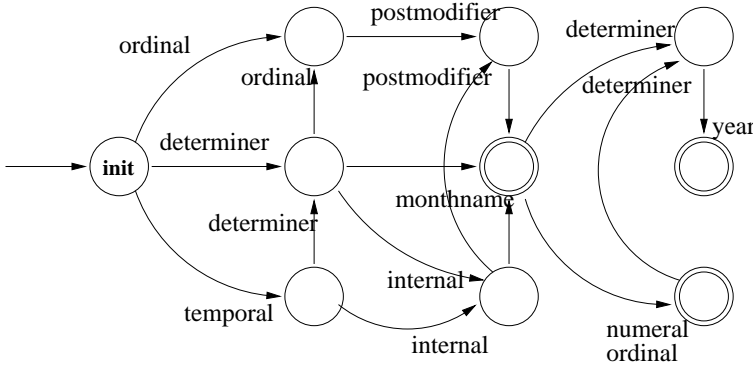 postmodifier
determiner
ordinal
ordinal
postmodifier
determiner
year
determiner
init
monthname
determiner
internal
temporal
numeral
internal
ordinal